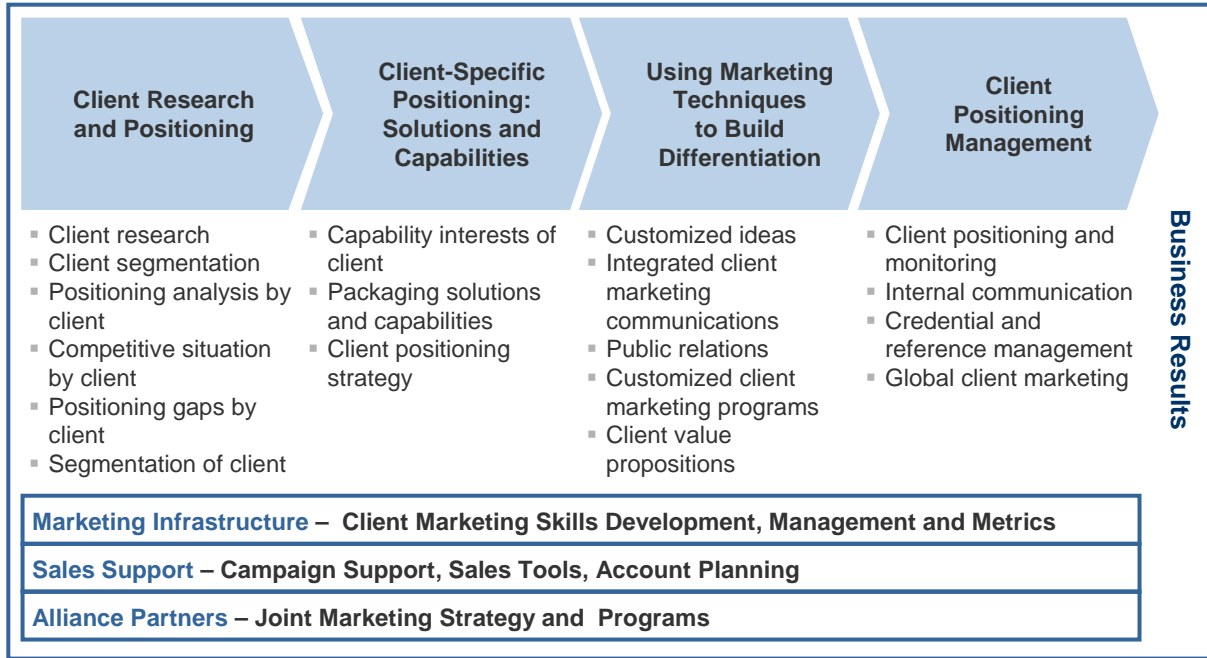 Client Research
and Positioning
Client-Specific
Positioning:
Solutions and
Capabilities
Using Marketing
Techniques
to Build
Differentiation
Client
Positioning
Management
▪ Client research
▪ Client segmentation
▪ Positioning analysis by
client
▪ Competitive situation
by client
▪ Positioning gaps by
client
▪ Segmentation of client
▪ Capability interests of
client
▪ Packaging solutions
and capabilities
▪ Client positioning
strategy
▪ Customized ideas
▪ Integrated client
marketing
communications
▪ Public relations
▪ Customized client
marketing programs
▪ Client value
propositions
▪ Client positioning and
monitoring
▪ Internal communication
▪ Credential and
reference management
▪ Global client marketing
Business Results
Marketing Infrastructure – Client Marketing Skills Development, Management and Metrics
Sales Support – Campaign Support, Sales Tools, Account Planning
Alliance Partners – Joint Marketing Strategy and Programs